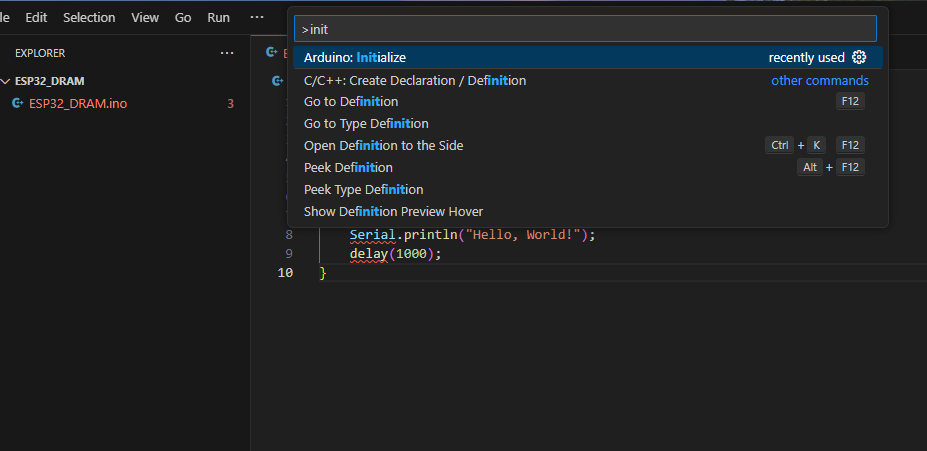 le Edit Selection View Go Run ...
>init
EXPLORER ...
Arduino: Initialize recently used
ESP32_DRAM
C/C++: Create Declaration / Definition other commands
ESP32_DRAM.ino 3
Go to Definition F12
Go to Type Definition
Open Definition to the Side Ctrl + K F12
Peek Definition Alt + F12
Peek Type Definition
Show Definition Preview Hover
8 Serial.println("Hello, World!");
9 delay(1000);
10 }